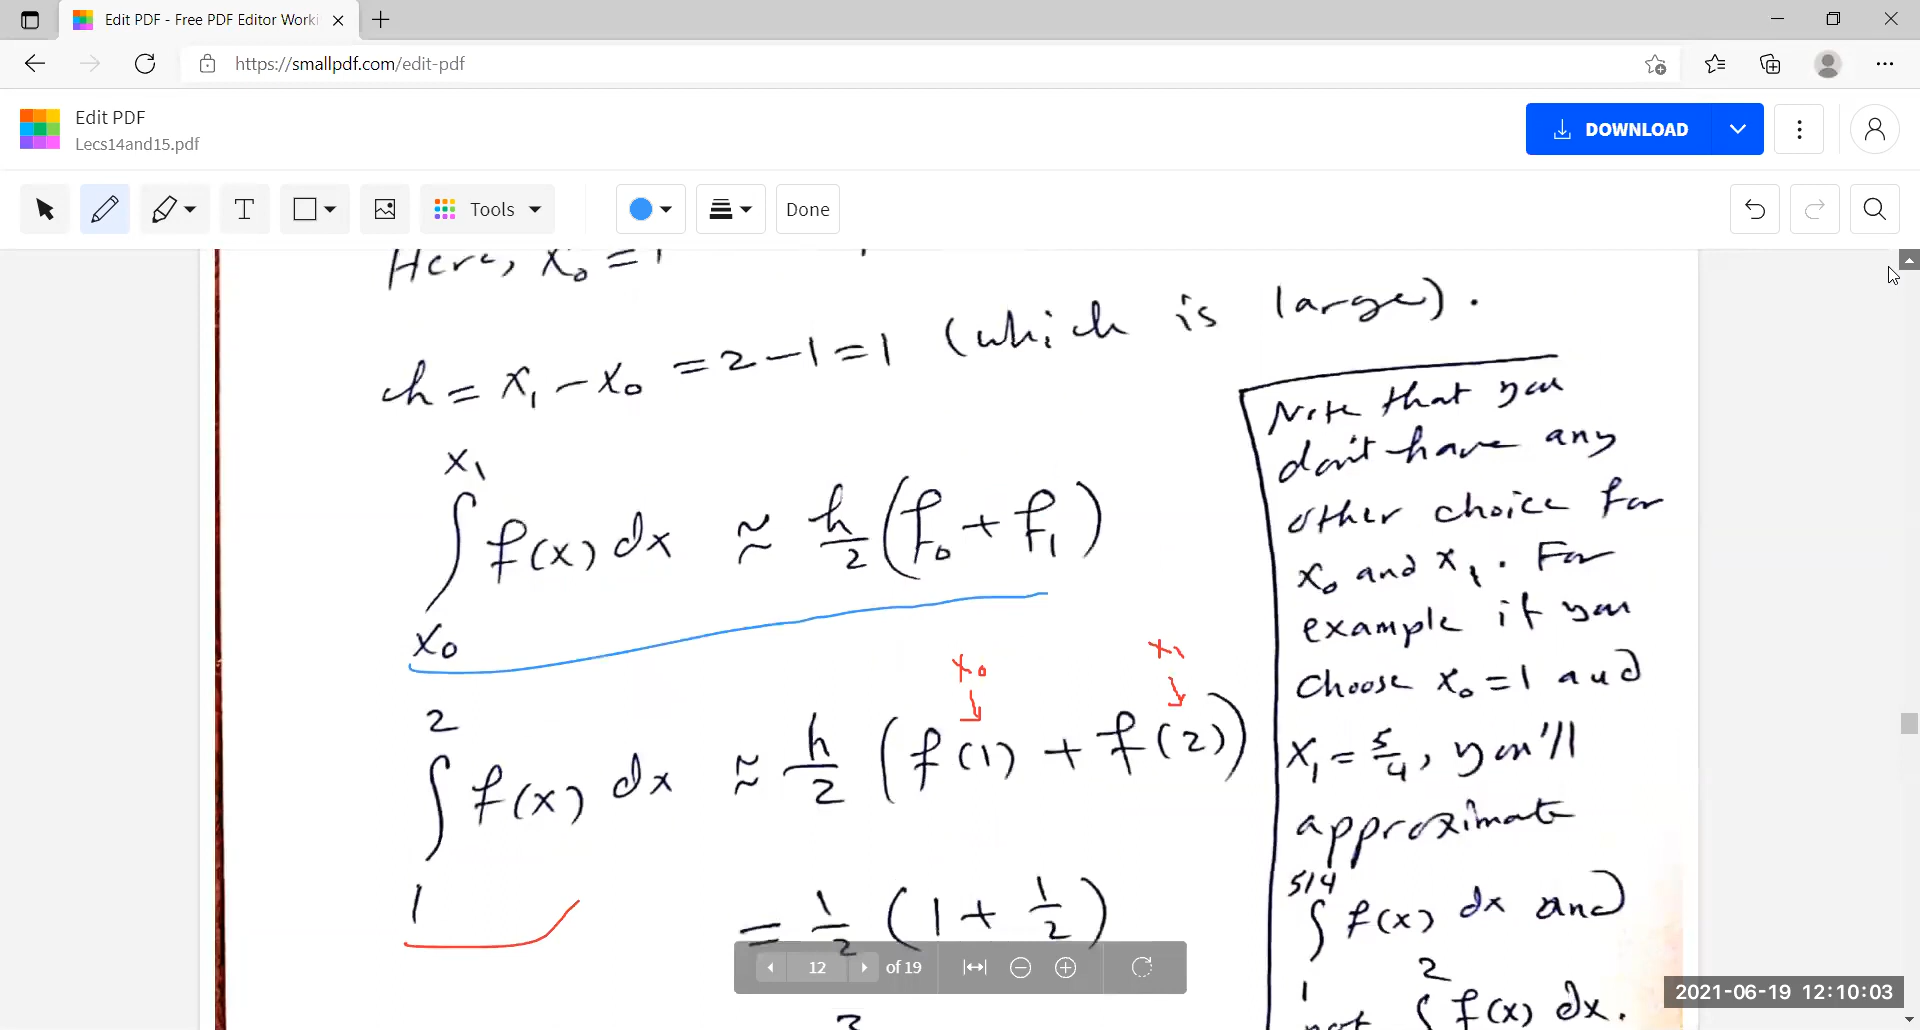 Edit PDF - Free PDF Editor Worki
https://smallpdf.com/edit-pdf
Edit PDF
Lecs14and15.pdf
DOWNLOAD
T
Tools
Done
Here, x₀ = 1
h = x₁ - x₀ = 2 - 1 = 1 (which is large).
x₁
∫ f(x) dx ≈ h/2 (f₀ + f₁)
x₀
x₀ x₁
2
∫ f(x) dx ≈ h/2 (f(1) + f(2))
1
= 1/2 (1 + 1/2)
3
Note that you
don't have any
other choice for
x₀ and x₁. For
example if you
choose x₀ = 1 and
x₁ = 5/4, you'll
approximate
5/4
∫ f(x) dx and
1 2
not ∫ f(x) dx.
12 of 19
2021-06-19 12:10:03